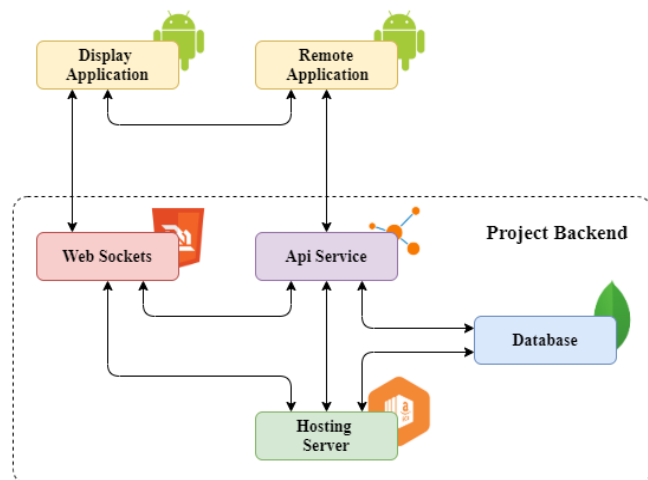 Display
Application
Remote
Application
Web Sockets
Api Service
Project Backend
Database
Hosting
Server